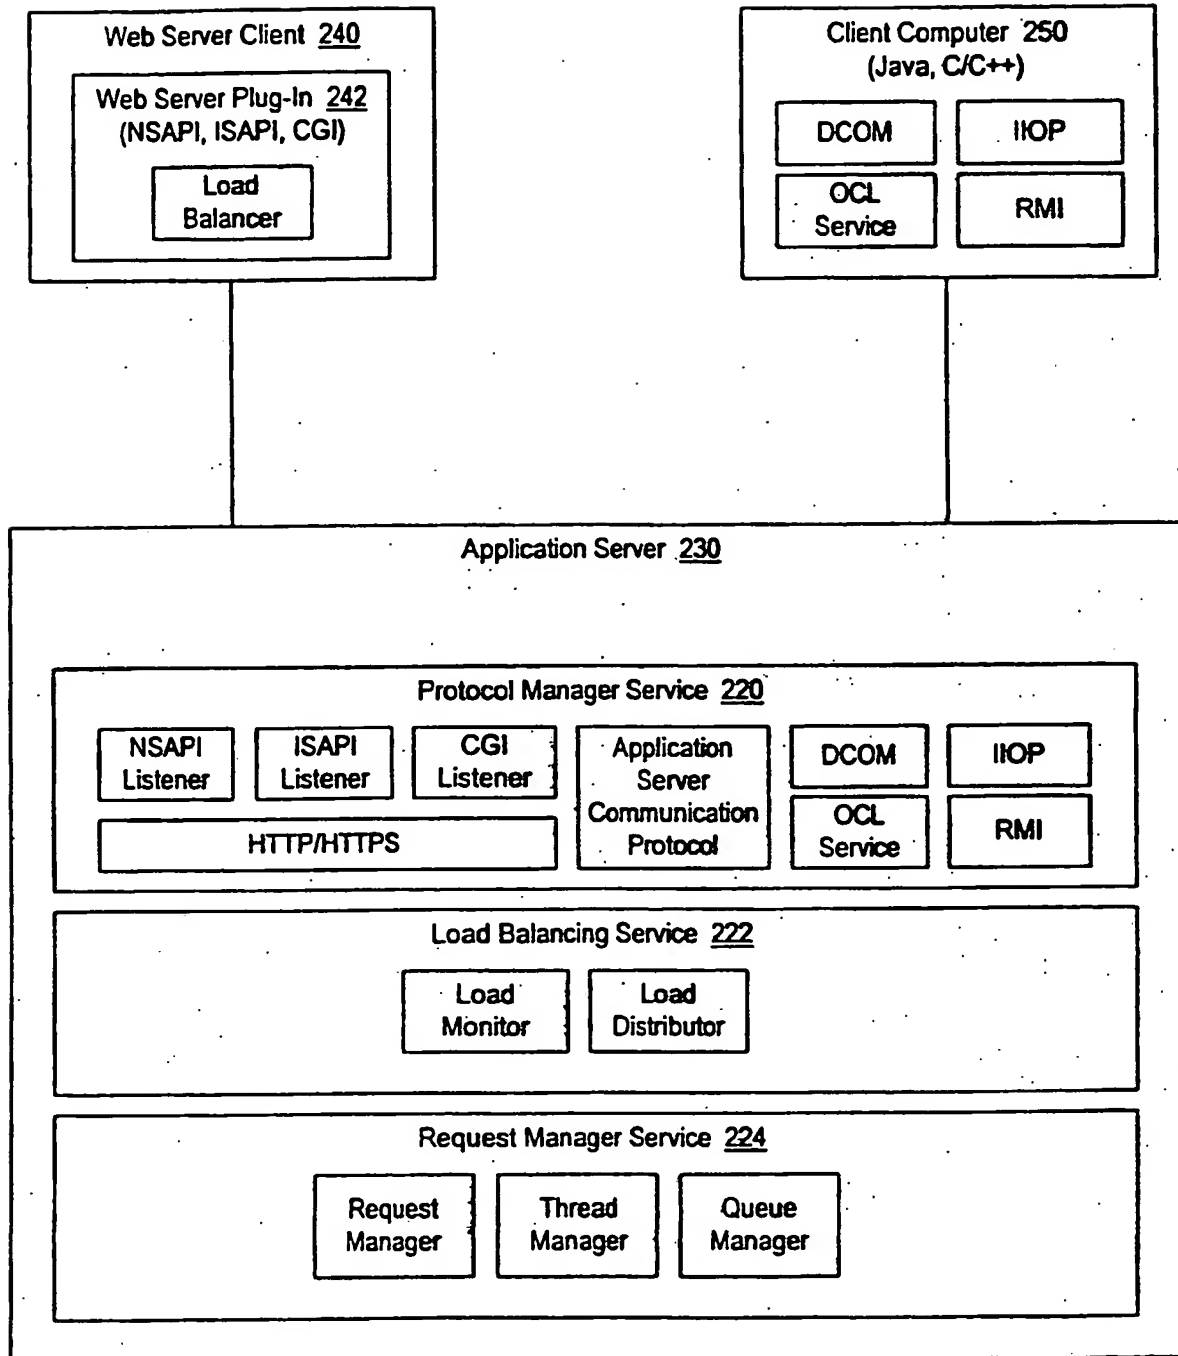 Web Server Client 240
Web Server Plug-In 242
(NSAPI, ISAPI, CGI)
Load
Balancer
Client Computer 250
(Java, C/C++)
DCOM
IIOP
OCL
Service
RMI
Application Server 230
Protocol Manager Service 220
NSAPI
Listener
ISAPI
Listener
CGI
Listener
HTTP/HTTPS
Application
Server
Communication
Protocol
DCOM
IIOP
OCL
Service
RMI
Load Balancing Service 222
Load
Monitor
Load
Distributor
Request Manager Service 224
Request
Manager
Thread
Manager
Queue
Manager